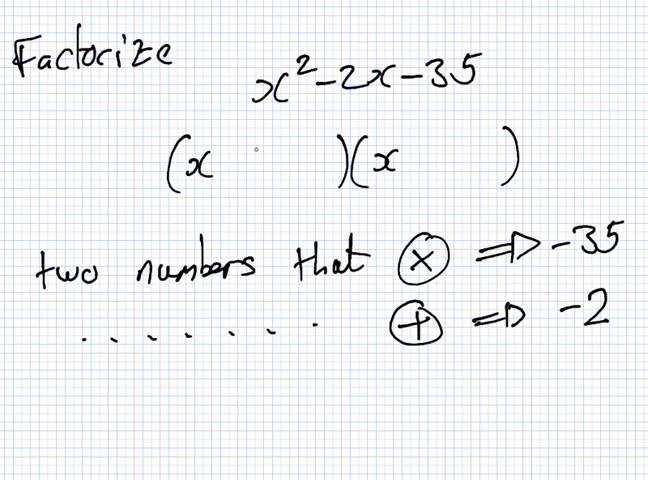 Factorize
x² - 2x - 35
(x )(x )
two numbers that ⊗ ⇒ -35
. . . . . . . ⊕ ⇒ -2